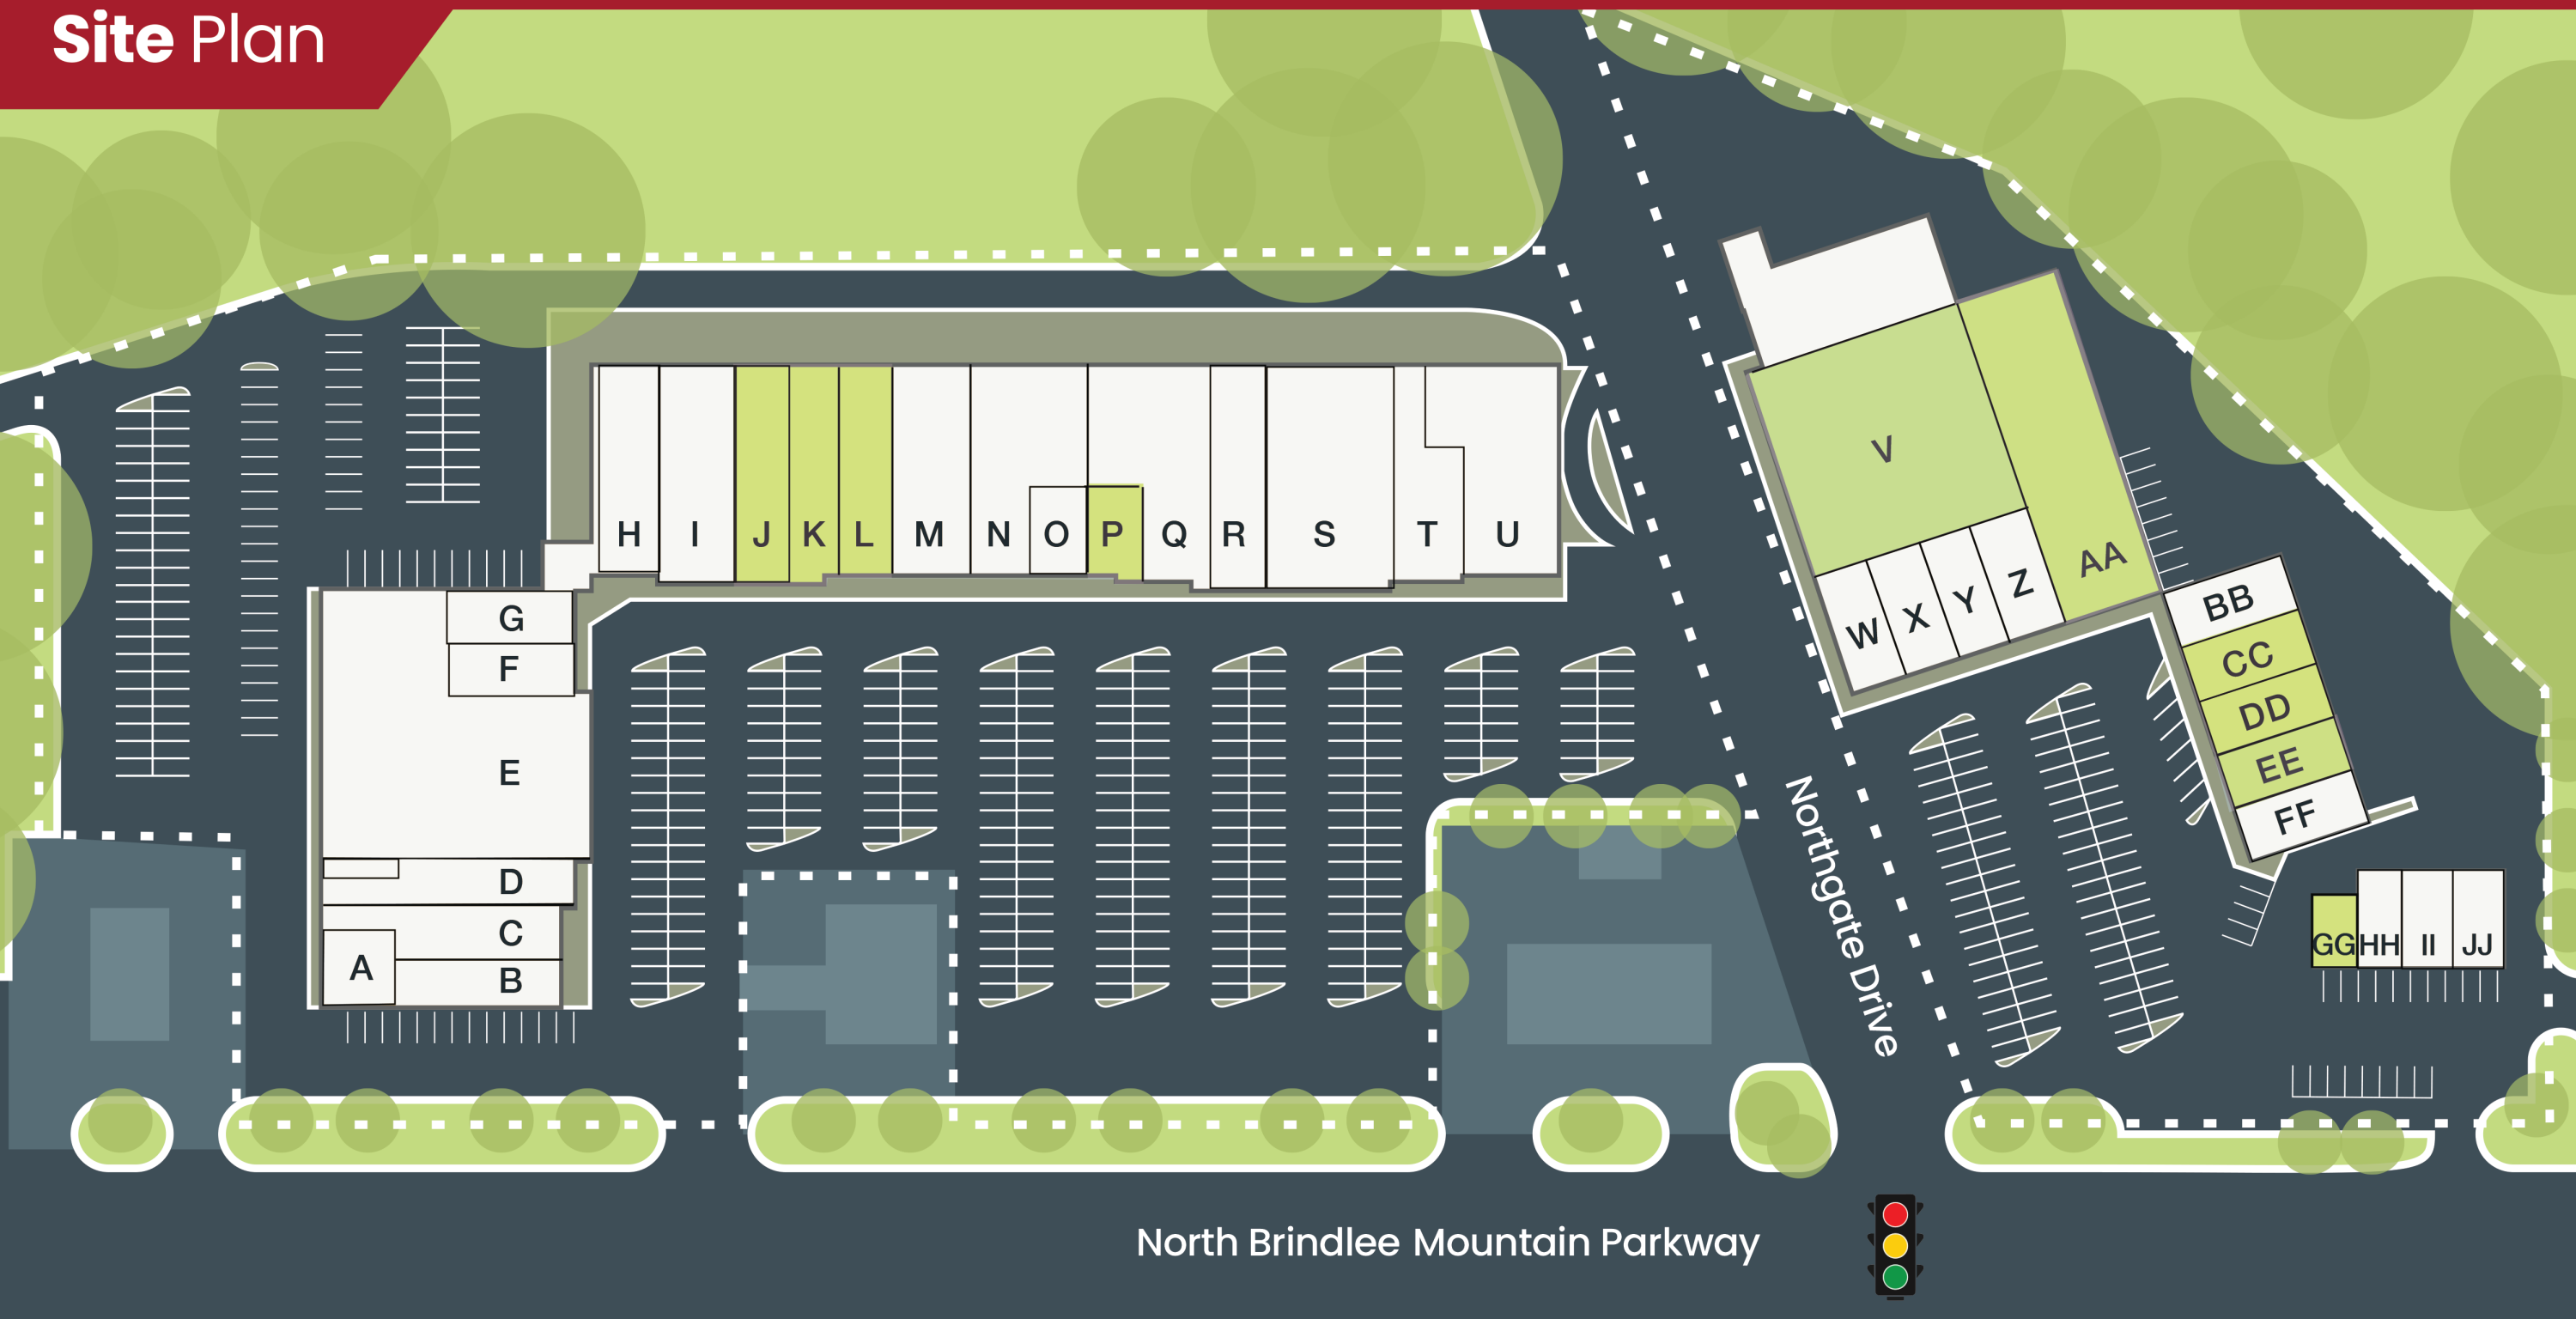 Site Plan
H I J K L M N O P Q R S T U
G
F
E
D
C
A
B
V
W X Y Z AA
BB
CC
DD
EE
FF
GG HH II JJ
Northgate Drive
North Brindlee Mountain Parkway